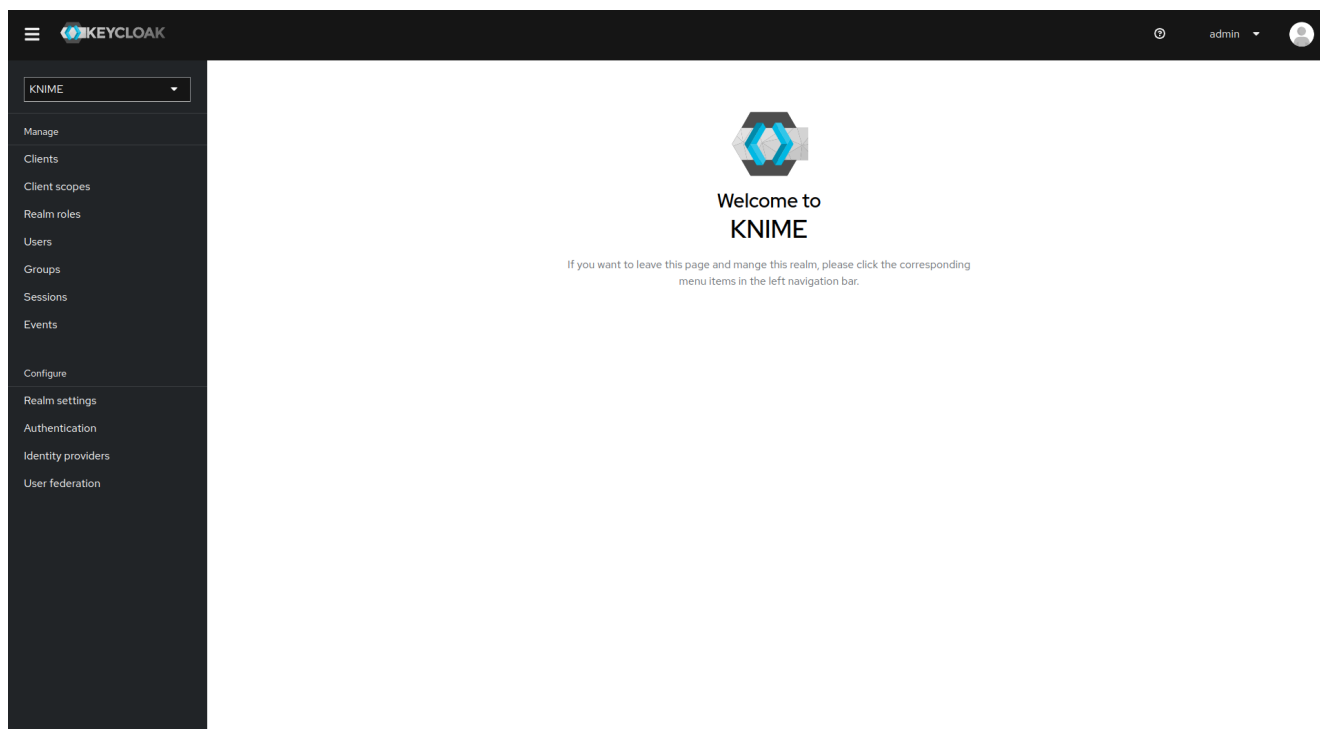 KEYCLOAK
admin
KNIME
Manage
Clients
Client scopes
Realm roles
Users
Groups
Sessions
Events
Configure
Realm settings
Authentication
Identity providers
User federation
Welcome to
KNIME
If you want to leave this page and mange this realm, please click the corresponding
menu items in the left navigation bar.